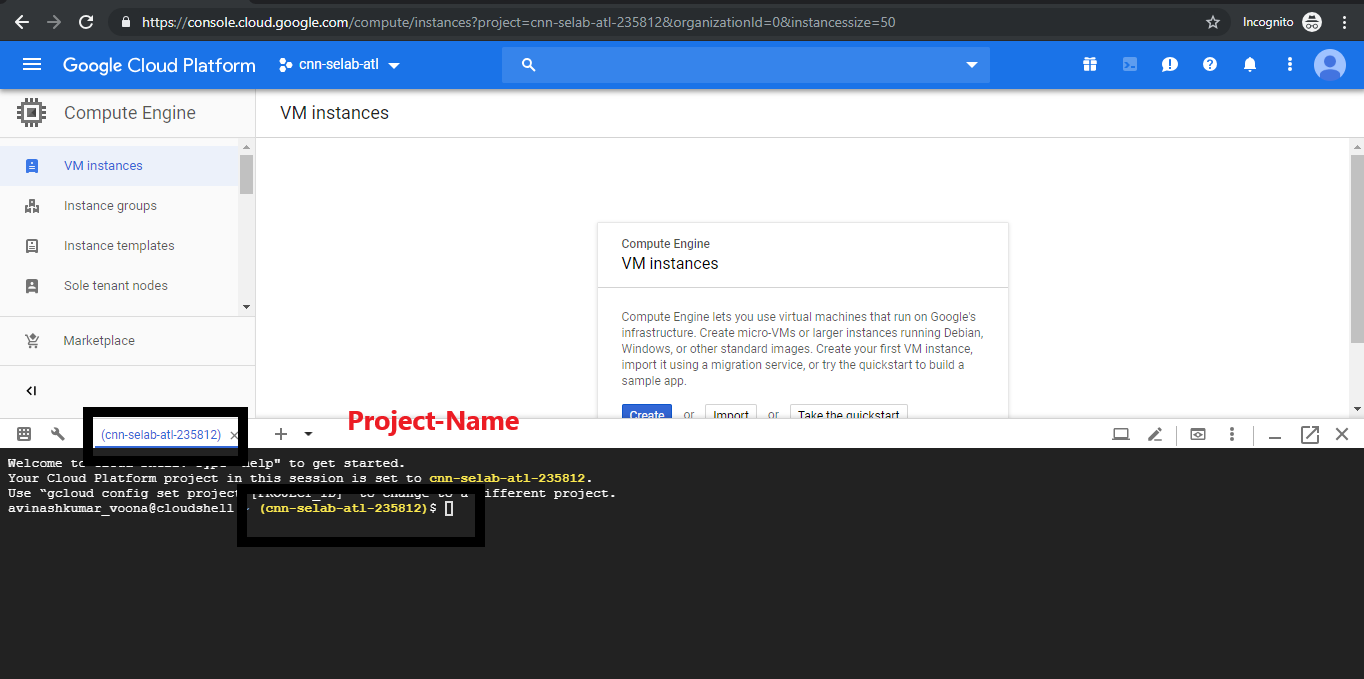 https://console.cloud.google.com/compute/instances?project=cnn-selab-atl-235812&organizationId=0&instancessize=50
Incognito
Google Cloud Platform
cnn-selab-atl
Compute Engine
VM instances
VM instances
Instance groups
Instance templates
Sole tenant nodes
Marketplace
Compute Engine
VM instances
Compute Engine lets you use virtual machines that run on Google's
infrastructure. Create micro-VMs or larger instances running Debian,
Windows, or other standard images. Create your first VM instance,
import it using a migration service, or try the quickstart to build a
sample app.
Create or Import or Take the quickstart
(cnn-selab-atl-235812)
Project-Name
Welcome to help" to get started.
Your Cloud Platform project in this session is set to cnn-selab-atl-235812.
Use "gcloud config set project [PROJECT_ID]" to change to a different project.
avinashkumar_voona@cloudshell (cnn-selab-atl-235812)$